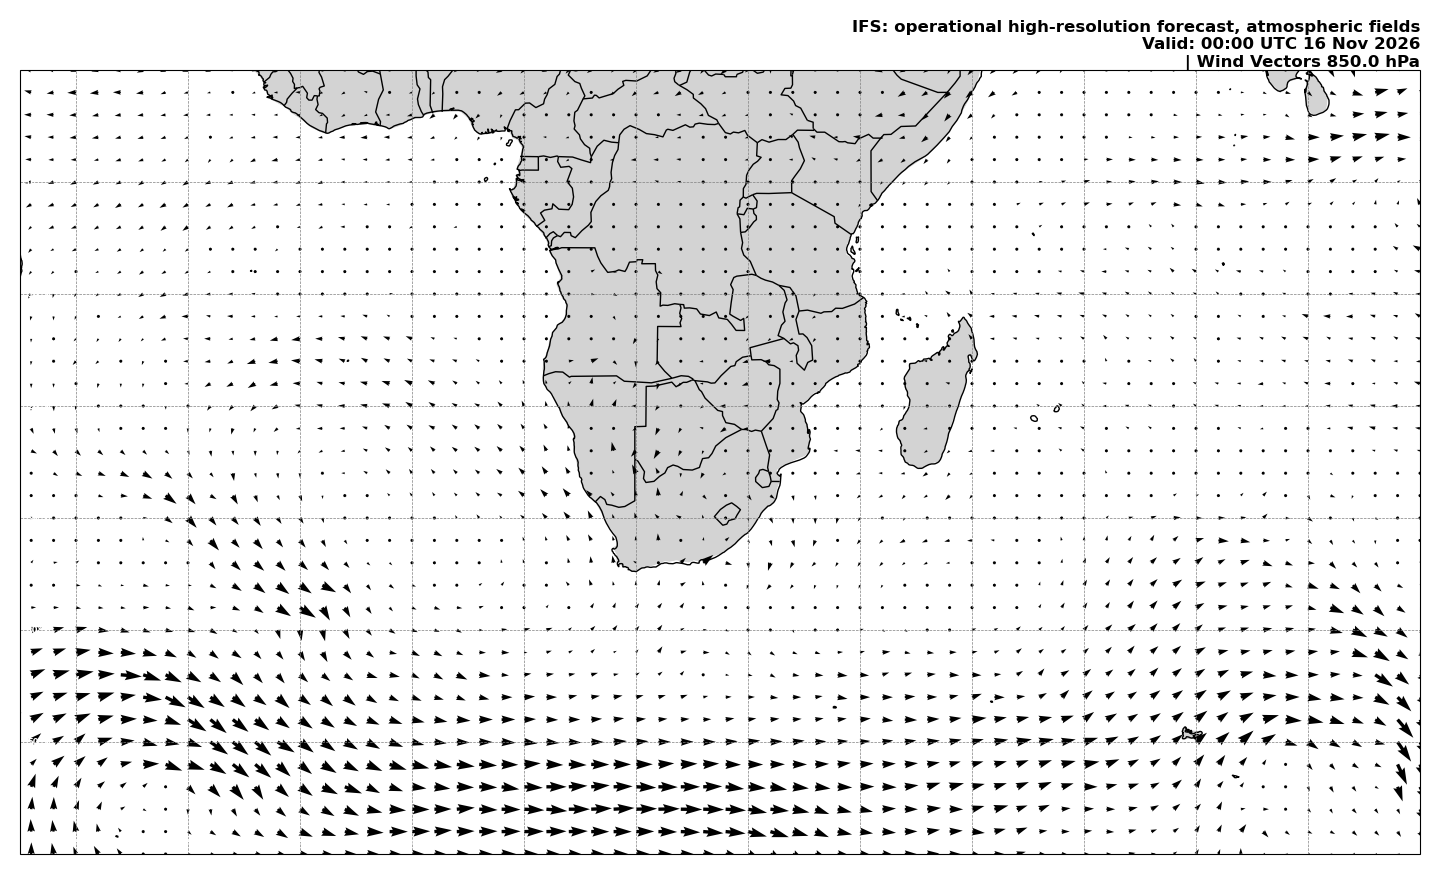 IFS: operational high-resolution forecast, atmospheric fields
Valid: 00:00 UTC 16 Nov 2026
| Wind Vectors 850.0 hPa